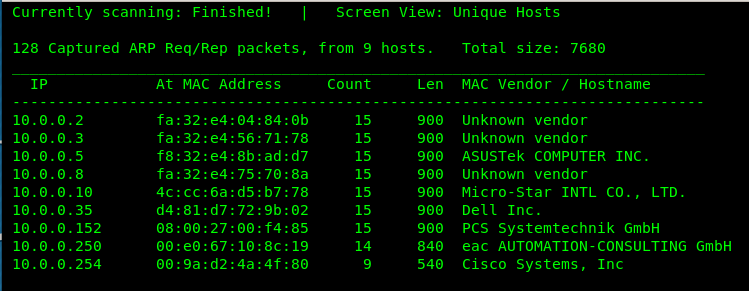 Currently scanning: Finished!   |   Screen View: Unique Hosts
128 Captured ARP Req/Rep packets, from 9 hosts.   Total size: 7680
_____________________________________________________________________________
  IP            At MAC Address     Count     Len  MAC Vendor / Hostname
-----------------------------------------------------------------------------
10.0.0.2        fa:32:e4:04:84:0b     15     900  Unknown vendor
10.0.0.3        fa:32:e4:56:71:78     15     900  Unknown vendor
10.0.0.5        f8:32:e4:8b:ad:d7     15     900  ASUSTek COMPUTER INC.
10.0.0.8        fa:32:e4:75:70:8a     15     900  Unknown vendor
10.0.0.10       4c:cc:6a:d5:b7:78     15     900  Micro-Star INTL CO., LTD.
10.0.0.35       d4:81:d7:72:9b:02     15     900  Dell Inc.
10.0.0.152      08:00:27:00:f4:85     15     900  PCS Systemtechnik GmbH
10.0.0.250      00:e0:67:10:8c:19     14     840  eac AUTOMATION-CONSULTING GmbH
10.0.0.254      00:9a:d2:4a:4f:80      9     540  Cisco Systems, Inc